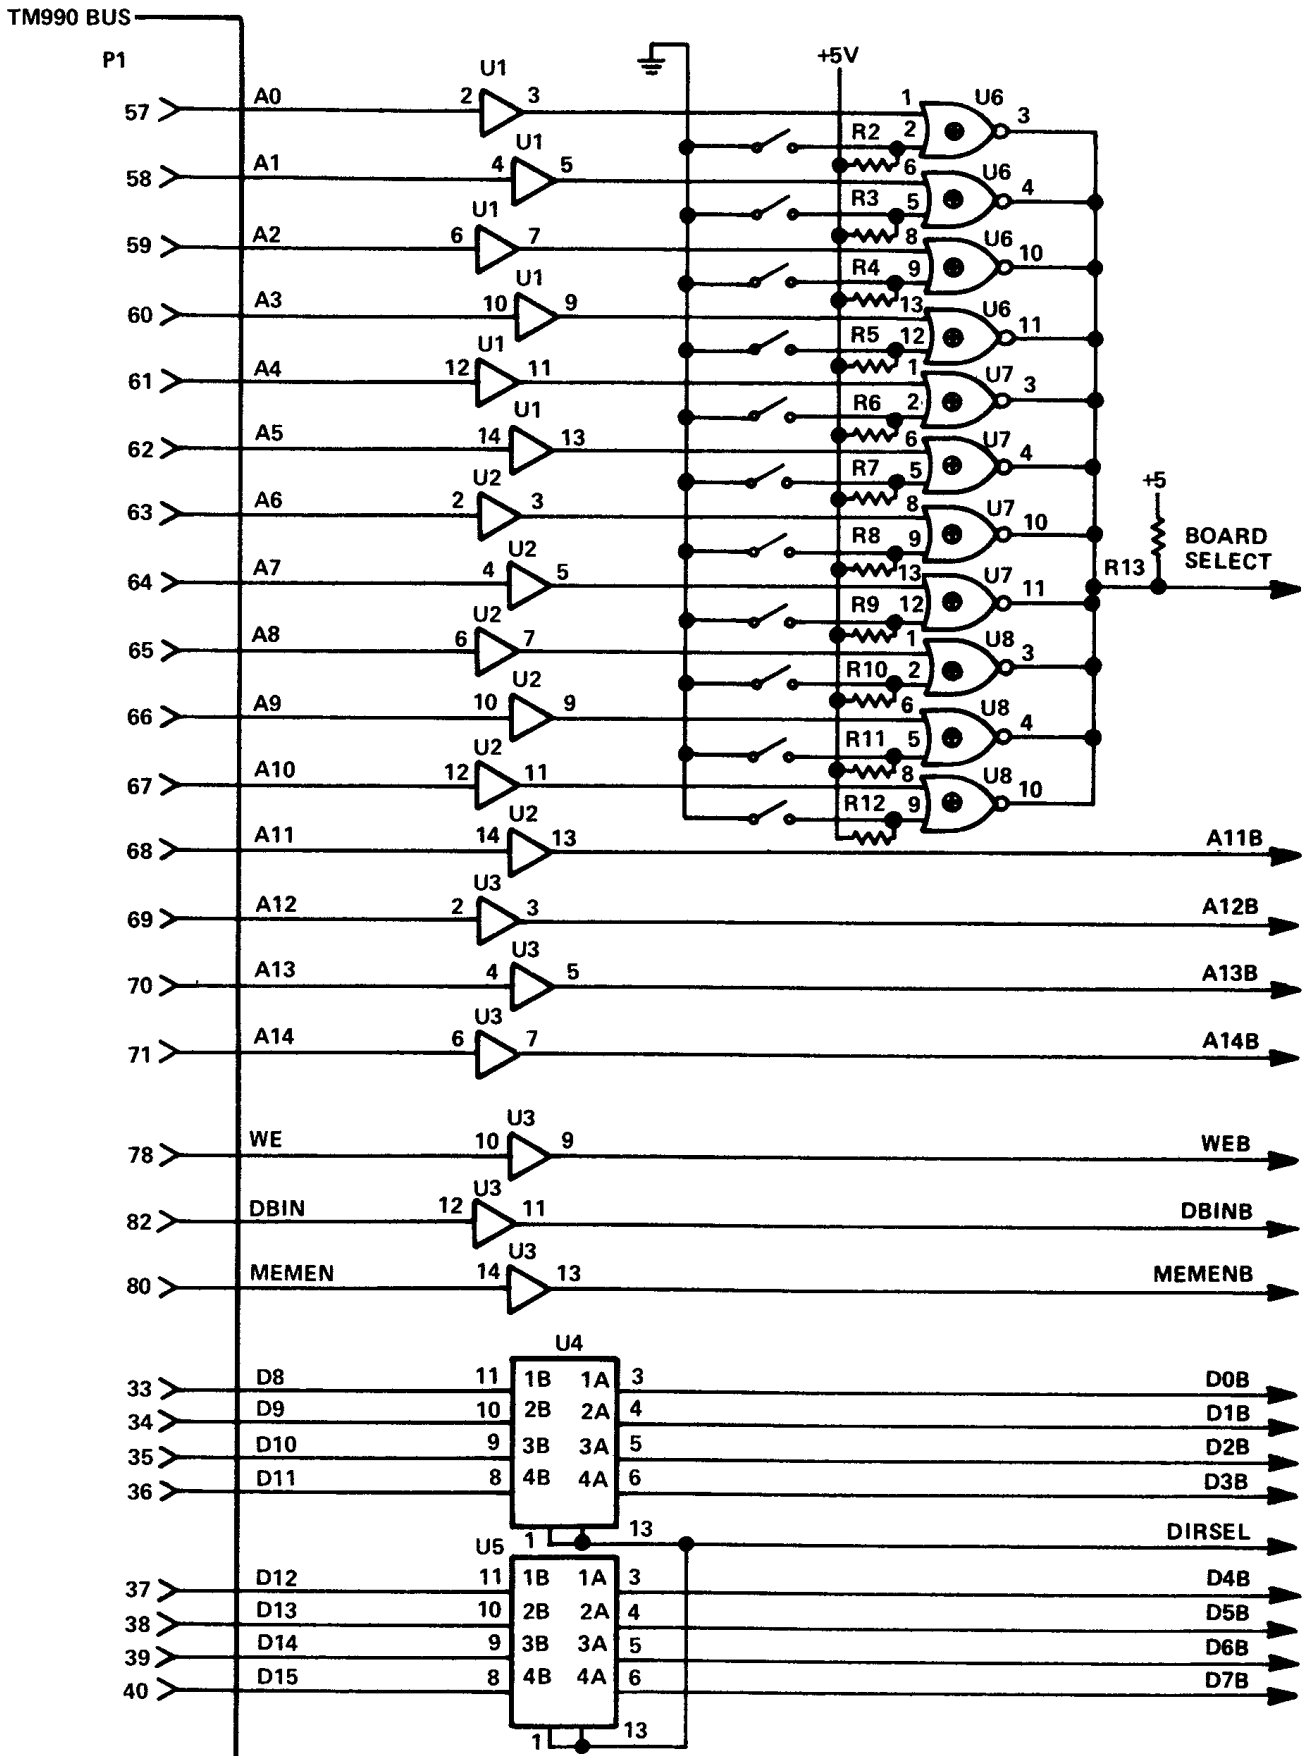 TM990 BUS
P1
+5V
57 A0 2 U1 3 1 U6 3
R2 2
58 A1 4 U1 5 6 U6 4
R3 5
59 A2 6 U1 7 8 U6 10
R4 9
60 A3 10 U1 9 13 U6 11
R5 12
61 A4 12 U1 11 1 U7 3
R6 2
62 A5 14 U1 13 6 U7 4
R7 5
63 A6 2 U2 3 8 U7 10
R8 9
64 A7 4 U2 5 13 U7 11
R9 12
+5
R13
BOARD
SELECT
65 A8 6 U2 7 1 U8 3
R10 2
66 A9 10 U2 9 6 U8 4
R11 5
67 A10 12 U2 11 8 U8 10
R12 9
68 A11 14 U2 13 A11B
69 A12 2 U3 3 A12B
70 A13 4 U3 5 A13B
71 A14 6 U3 7 A14B
78 WE 10 U3 9 WEB
82 DBIN 12 U3 11 DBINB
80 MEMEN 14 U3 13 MEMENB
U4
33 D8 11 1B 1A 3 D0B
34 D9 10 2B 2A 4 D1B
35 D10 9 3B 3A 5 D2B
36 D11 8 4B 4A 6 D3B
1 13 DIRSEL
U5
37 D12 11 1B 1A 3 D4B
38 D13 10 2B 2A 4 D5B
39 D14 9 3B 3A 5 D6B
40 D15 8 4B 4A 6 D7B
1 13